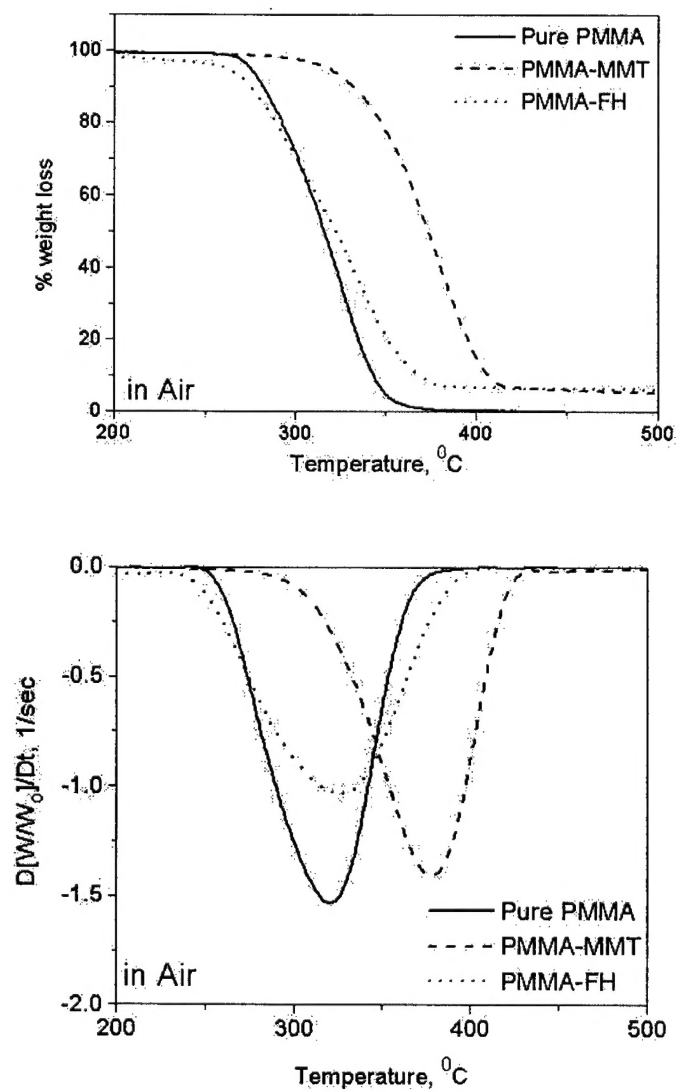 Pure PMMA
PMMA-MMT
PMMA-FH
100
80
60
40
20
0
% weight loss
in Air
200
300
400
500
Temperature, ⁰C
0.0
-0.5
-1.0
-1.5
-2.0
D[W/W₀]/Dt, 1/sec
Pure PMMA
PMMA-MMT
PMMA-FH
in Air
200
300
400
500
Temperature, ⁰C